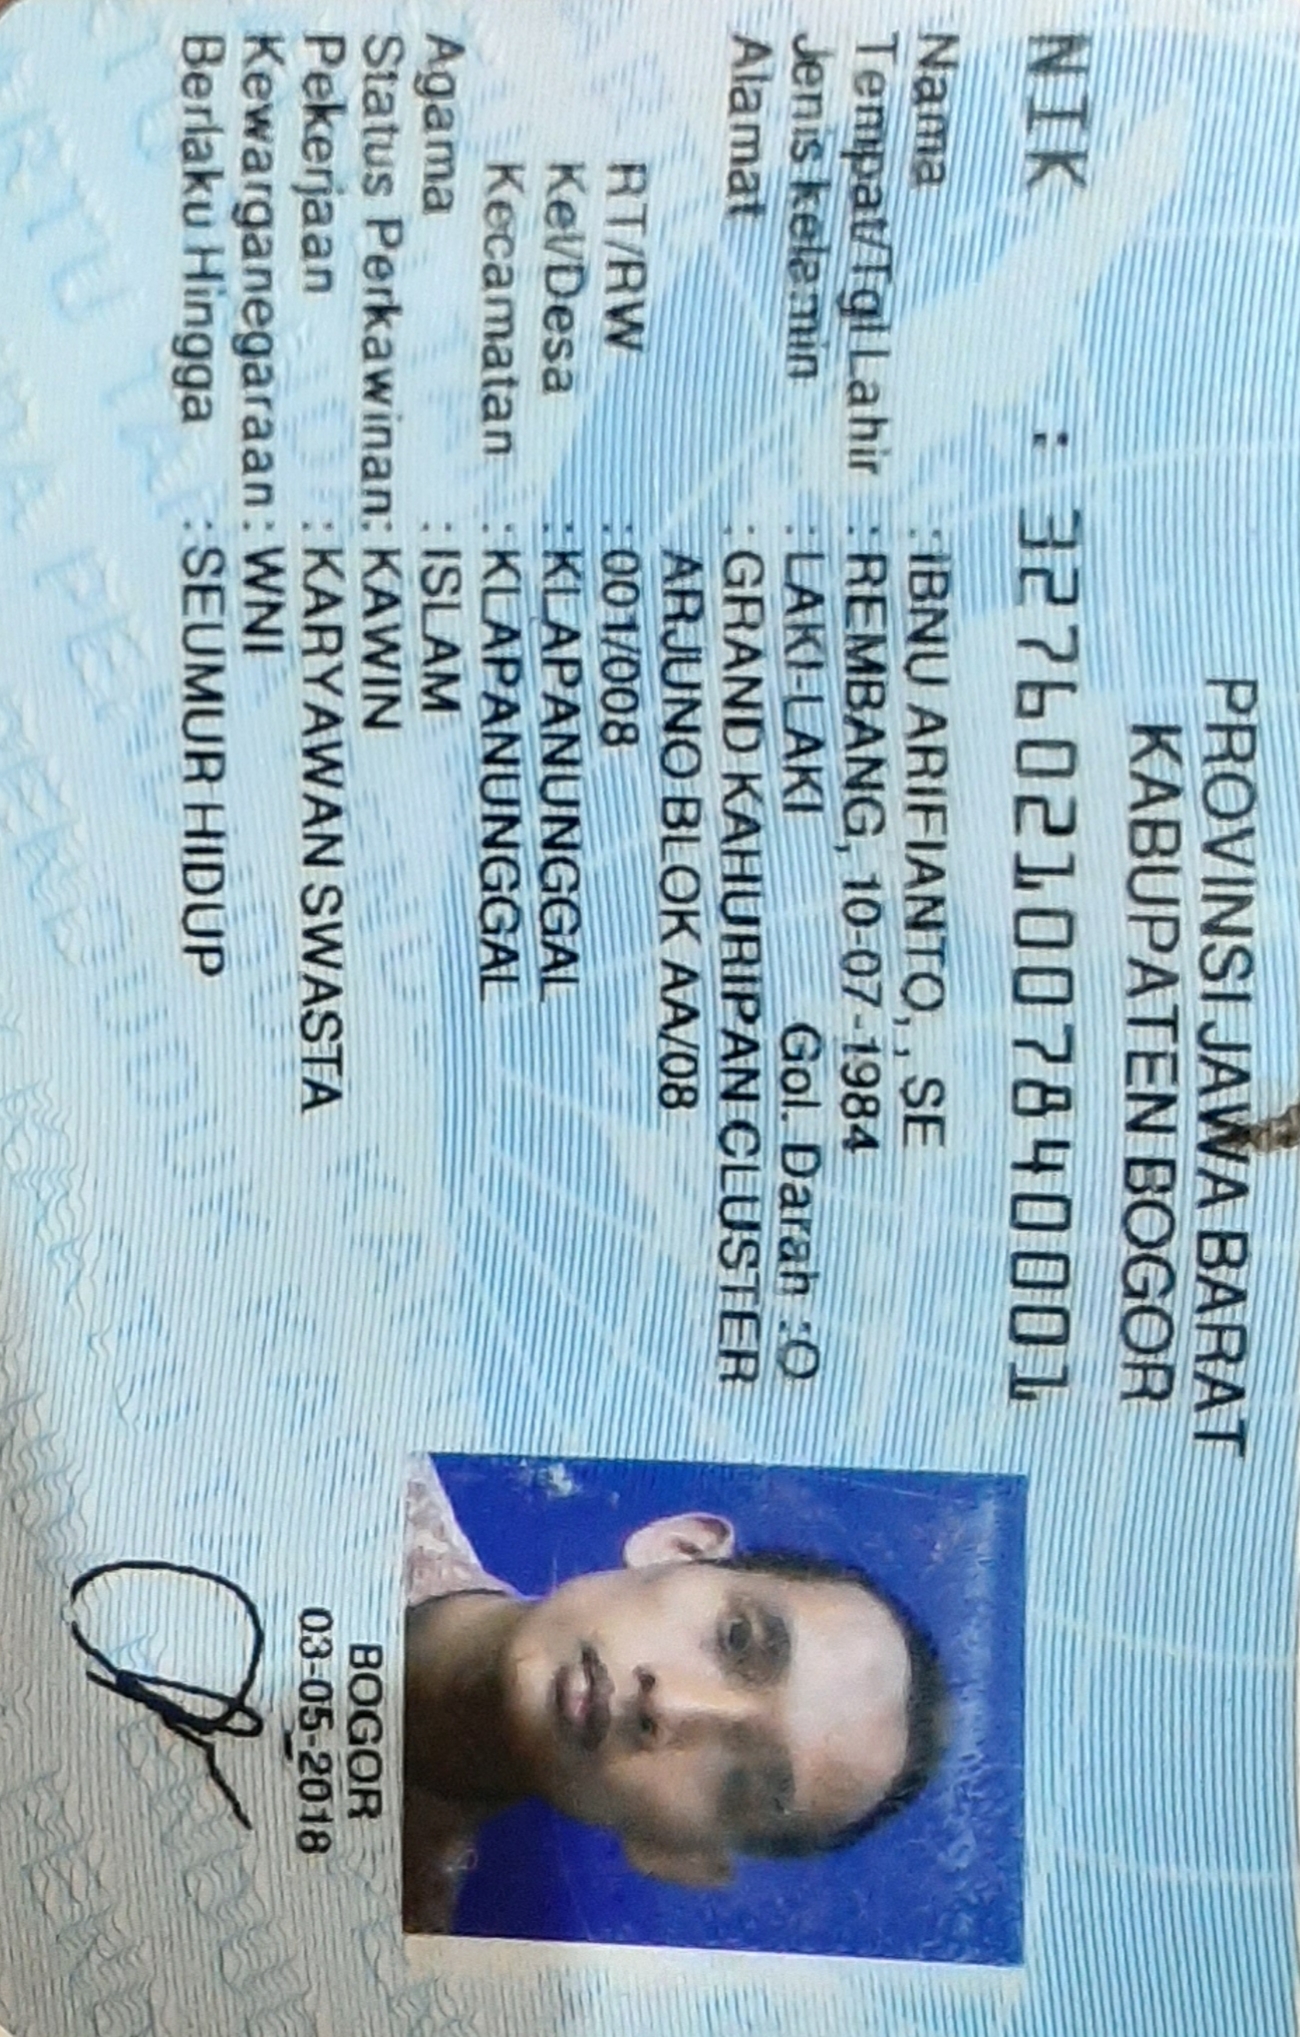 PROVINSI JAWA BARAT
KABUPATEN BOGOR
NIK : 3276021007840001
Nama : IBNU ARIFIANTO, , SE
Tempat/Tgl Lahir : REMBANG, 10-07-1984
Jenis kelamin : LAKI-LAKI Gol. Darah : O
Alamat : GRAND KAHURIPAN CLUSTER
ARJUNO BLOK AA/08
RT/RW : 001/008
Kel/Desa : KLAPANUNGGAL
Kecamatan : KLAPANUNGGAL
Agama : ISLAM
Status Perkawinan: KAWIN
Pekerjaan : KARYAWAN SWASTA
Kewarganegaraan: WNI
Berlaku Hingga : SEUMUR HIDUP
BOGOR
03-05-2018